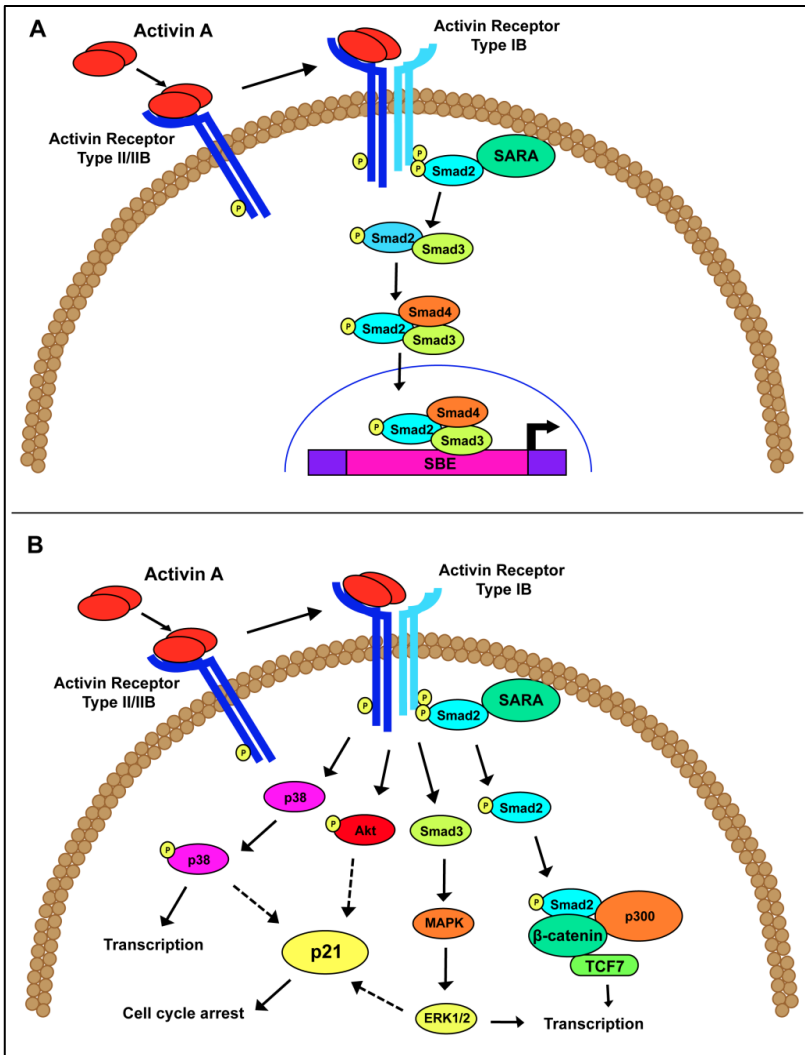 A
Activin A
Activin Receptor
Type IB
Activin Receptor
Type II/IIB
P
P
P
P
Smad2
SARA
P
Smad2
Smad3
Smad4
P
Smad2
Smad3
Smad4
P
Smad2
Smad3
SBE
B
Activin A
Activin Receptor
Type IB
Activin Receptor
Type II/IIB
P
P
P
P
Smad2
SARA
p38
P
Akt
Smad3
P
Smad2
P
p38
P
Smad2
p300
β-catenin
TCF7
MAPK
Transcription
p21
Cell cycle arrest
ERK1/2
Transcription